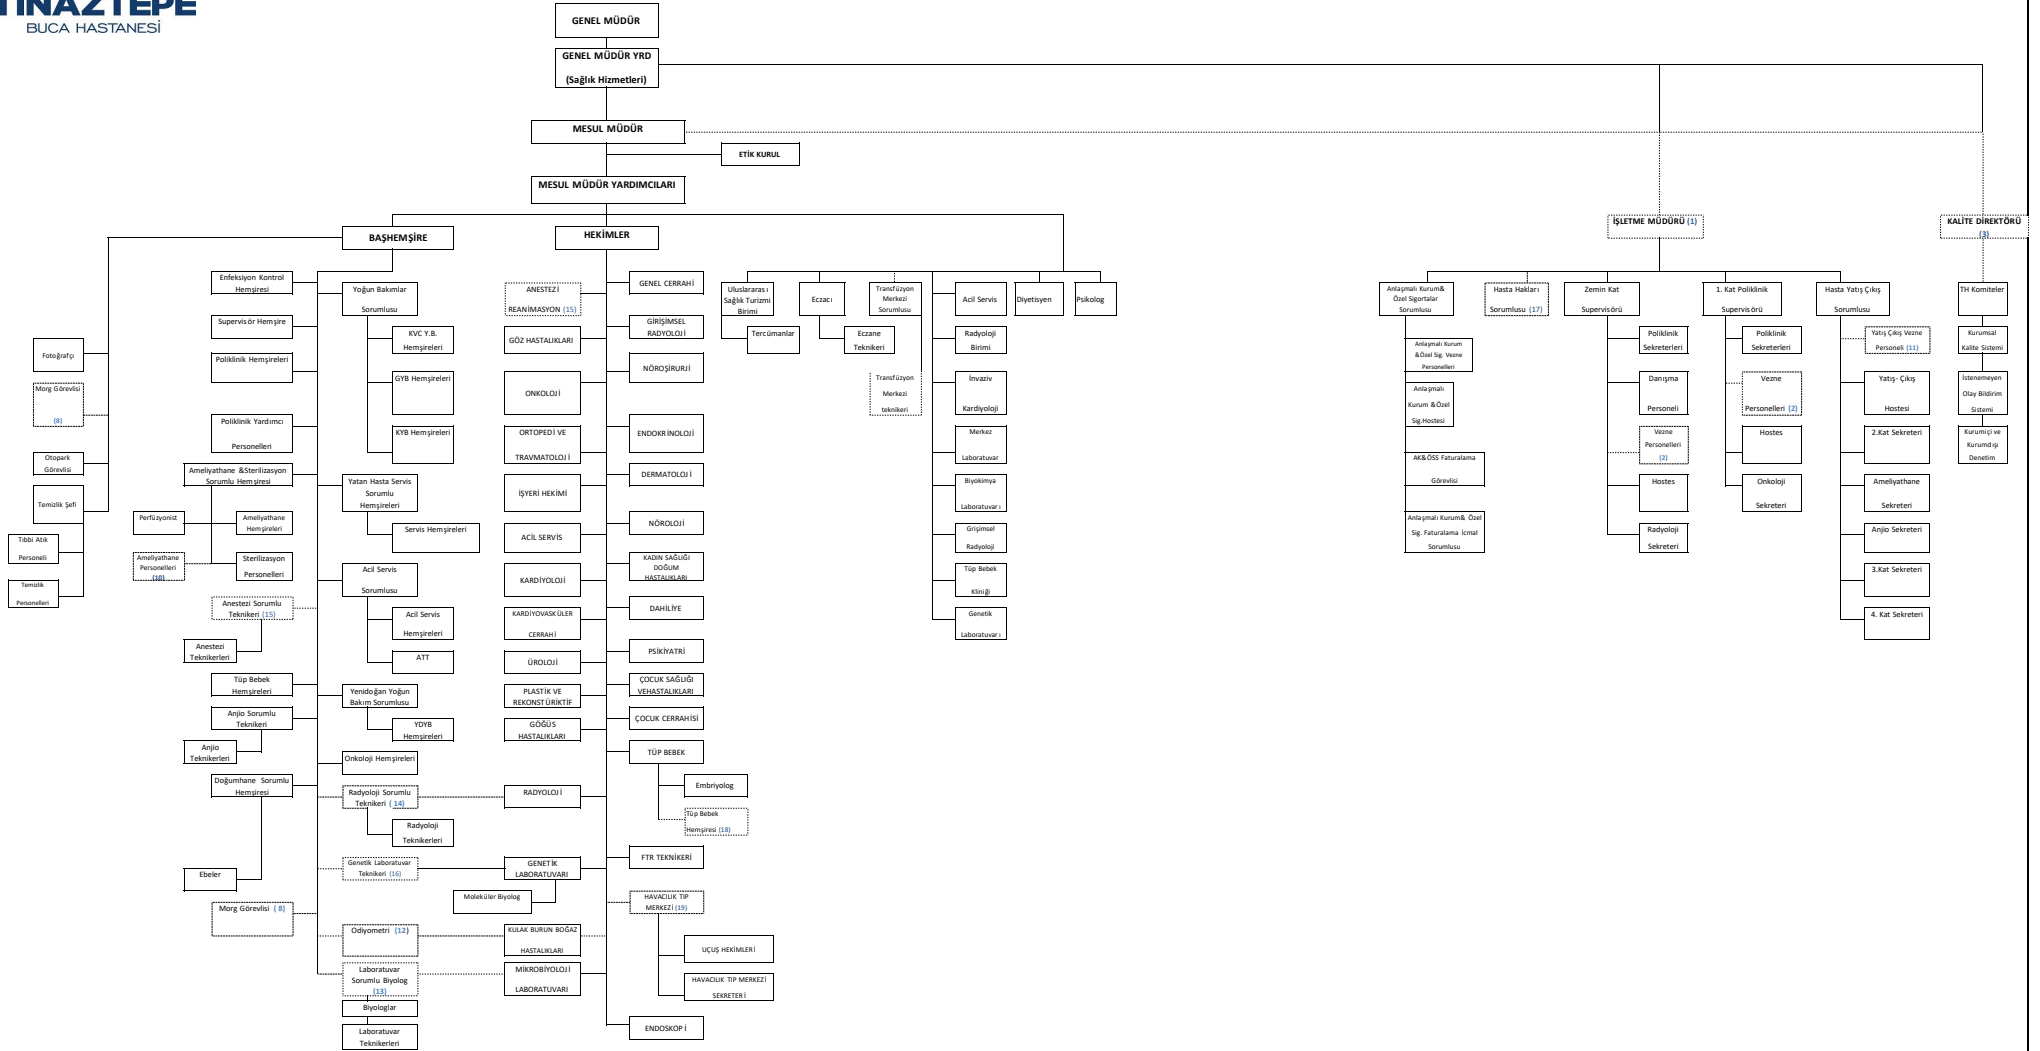 TINAZTEPE
BUCA HASTANESİ
GENEL MÜDÜR
GENEL MÜDÜR YRD
(Sağlık Hizmetleri)
MESUL MÜDÜR
ETİK KURUL
MESUL MÜDÜR YARDIMCILARI
BAŞHEMŞİRE
HEKİMLER
İŞLETME MÜDÜRÜ (1)
KALİTE DİREKTÖRÜ
(3)
Fotoğrafçı
Morg Görevlisi
(8)
Otopark
Görevlisi
Temizlik Şefi
Tıbbi Atık
Personeli
Temizlik
Personelleri
Enfeksiyon Kontrol
Hemşiresi
Supervisör Hemşire
Poliklinik Hemşireleri
Poliklinik Yardımcı
Personelleri
Ameliyathane &Sterilizasyon
Sorumlu Hemşiresi
Perfüzyonist
Ameliyathane
Hemşireleri
Ameliyathane
Personelleri
(10)
Sterilizasyon
Personelleri
Anestezi Sorumlu
Teknikeri (15)
Anestezi
Teknikerleri
Tüp Bebek
Hemşireleri
Anjio Sorumlu
Teknikeri
Anjio
Teknikerleri
Doğumhane Sorumlu
Hemşiresi
Ebeler
Morg Görevlisi ( 8)
Yoğun Bakımlar
Sorumlusu
KVC Y.B.
Hemşireleri
GYB Hemşireleri
KYB Hemşireleri
Yatan Hasta Servis
Sorumlu
Hemşireleri
Servis Hemşireleri
Acil Servis
Sorumlusu
Acil Servis
Hemşireleri
ATT
Yenidoğan Yoğun
Bakım Sorumlusu
YDYB
Hemşireleri
Onkoloji Hemşireleri
Radyoloji Sorumlu
Teknikeri ( 14)
Radyoloji
Teknikerleri
Genetik Laboratuvar
Teknikeri (16)
Odiyometri (12)
Laboratuvar
Sorumlu Biyolog
(13)
Biyologlar
Laboratuvar
Teknikerleri
ANESTEZİ
REANİMASYON (15)
GÖZ HASTALIKLARI
ONKOLOJİ
ORTOPEDİ VE
TRAVMATOLOJİ
İŞYERİ HEKİMİ
ACİL SERVİS
KARDİYOLOJİ
KARDİYOVASKÜLER
CERRAHİ
ÜROLOJİ
PLASTİK VE
REKONSTÜRİKTİF
GÖĞÜS
HASTALIKLARI
RADYOLOJİ
GENETİK
LABORATUVARI
Moleküler Biyolog
KULAK BURUN BOĞAZ
HASTALIKLARI
MİKROBİYOLOJİ
LABORATUVARI
GENEL CERRAHİ
GİRİŞİMSEL
RADYOLOJİ
NÖROŞİRURJİ
ENDOKRİNOLOJİ
DERMATOLOJİ
NÖROLOJİ
KADIN SAĞLIĞI
DOĞUM
HASTALIKLARI
DAHİLİYE
PSİKİYATRİ
ÇOCUK SAĞLIĞI
VEHASTALIKLARI
ÇOCUK CERRAHİSİ
TÜP BEBEK
Embriyolog
Tüp Bebek
Hemşiresi (18)
FTR TEKNİKERİ
HAVACILIK TIP
MERKEZİ (19)
UÇUŞ HEKİMLERİ
HAVACILIK TIP MERKEZİ
SEKRETERİ
ENDOSKOPİ
Uluslararası
Sağlık Turizmi
Birimi
Tercümanlar
Eczacı
Eczane
Teknikeri
Transfüzyon
Merkezi
Sorumlusu
Transfüzyon
Merkezi
teknikeri
Acil Servis
Radyoloji
Birimi
İnvaziv
Kardiyoloji
Merkez
Laboratuvar
Biyokimya
Laboratuvarı
Grişimsel
Radyoloji
Tüp Bebek
Kliniği
Genetik
Laboratuvarı
Diyetisyen
Psikolog
Anlaşmalı Kurum&
Özel Sigortalar
Sorumlusu
Anlaşmalı Kurum
&Özel Sig. Vezne
Personelleri
Anlaşmalı
Kurum &Özel
Sig.Hostesi
AK&ÖSS Faturalama
Görevlisi
Anlaşmalı Kurum& Özel
Sig. Faturalama İcmal
Sorumlusu
Hasta Hakları
Sorumlusu (17)
Zemin Kat
Supervisörü
Poliklinik
Sekreterleri
Danışma
Personeli
Vezne
Personelleri
(2)
Hostes
Radyoloji
Sekreteri
1. Kat Poliklinik
Supervisörü
Poliklinik
Sekreterleri
Vezne
Personelleri (2)
Hostes
Onkoloji
Sekreteri
Hasta Yatış Çıkış
Sorumlusu
Yatış Çıkış Vezne
Personeli (11)
Yatış- Çıkış
Hostesi
2.Kat Sekreteri
Ameliyathane
Sekreteri
Anjio Sekreteri
3.Kat Sekreteri
4. Kat Sekreteri
TH Komiteler
Kurumsal
Kalite Sistemi
İstenemeyen
Olay Bildirim
Sistemi
Kurumiçi ve
Kurumdışı
Denetim